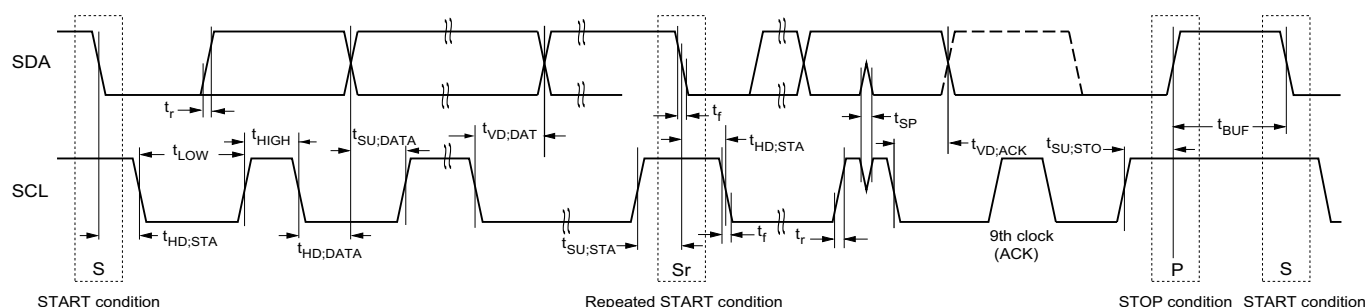 SDA
t_r
t_f
t_SP
t_BUF
t_LOW
t_HIGH
t_SU;DATA
t_VD;DAT
t_HD;STA
t_VD;ACK
t_SU;STO
SCL
t_HD;STA
t_HD;DATA
t_SU;STA
t_f
t_r
9th clock
(ACK)
S
Sr
P
S
START condition
Repeated START condition
STOP condition
START condition